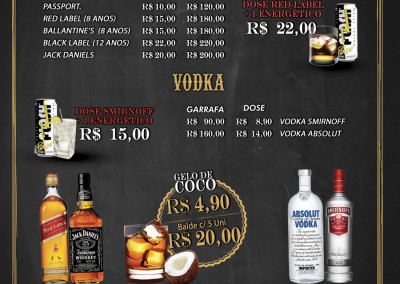 PASSPORT. R$ 10,00 R$ 120,00
RED LABEL (8 ANOS) R$ 15,00 R$ 180,00
BALLANTINE'S (8 ANOS) R$ 15,00 R$ 180,00
BLACK LABEL (12 ANOS) R$ 22,00 R$ 220,00
JACK DANIELS R$ 20,00 R$ 200,00
DOSE RED LABEL
+1 ENERGÉTICO
R$ 22,00
VODKA
DOSE SMIRNOFF
+1 ENERGÉTICO
R$ 15,00
GARRAFA DOSE
R$ 90,00 R$ 8,90 VODKA SMIRNOFF
R$ 160,00 R$ 14,00 VODKA ABSOLUT
GELO DE
COCO
R$ 4,90
Balde c/ 5 Uni
R$ 20,00
Red Label
JACK DANIEL'S
WHISKEY
ABSOLUT
VODKA
IMPORTED
SMIRNOFF